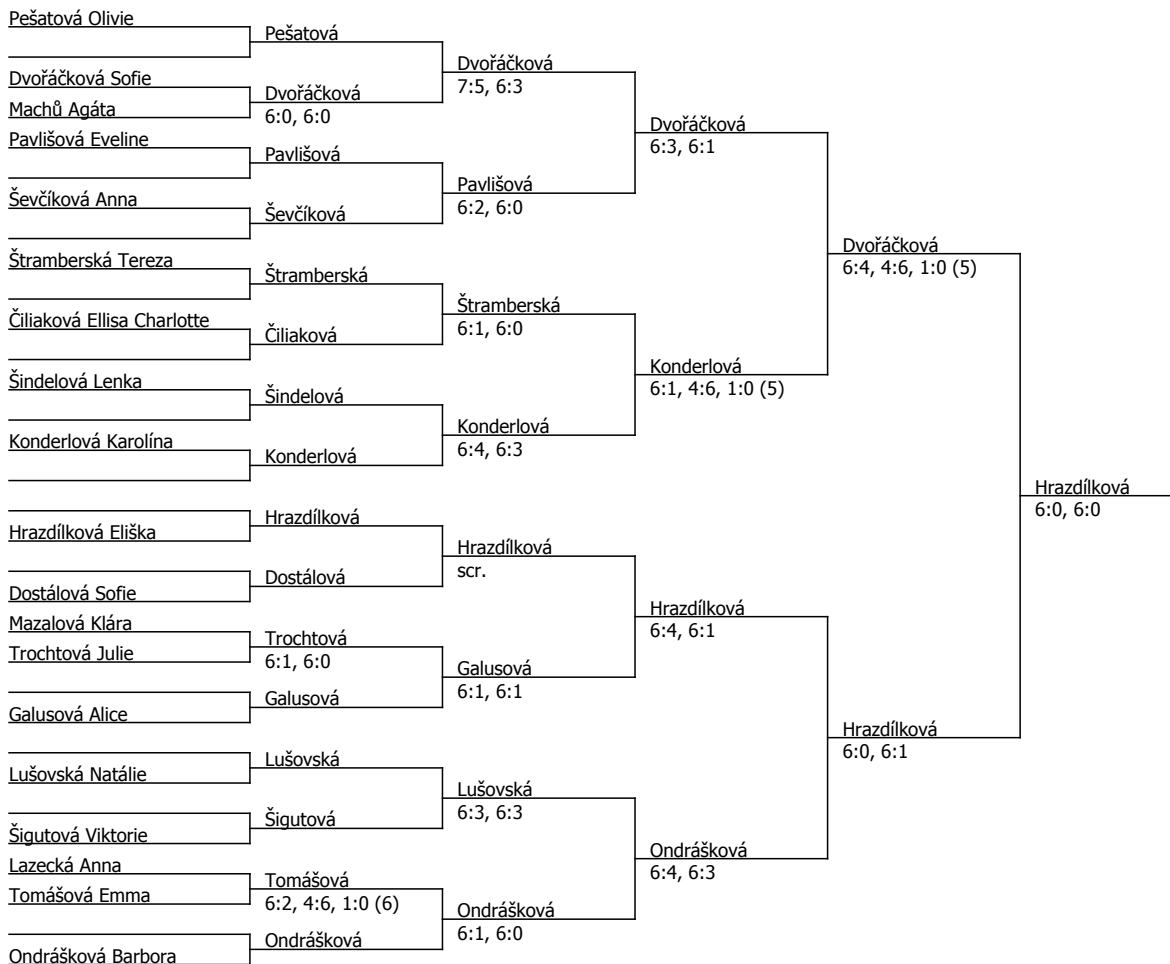 Pešatová Olivie
Pešatová
Dvořáčková
7:5, 6:3
Dvořáčková Sofie
Dvořáčková
6:0, 6:0
Machů Agáta
Dvořáčková
6:3, 6:1
Pavlišová Eveline
Pavlišová
Pavlišová
6:2, 6:0
Ševčíková Anna
Ševčíková
Dvořáčková
6:4, 4:6, 1:0 (5)
Štramberská Tereza
Štramberská
Štramberská
6:1, 6:0
Čiliaková Ellisa Charlotte
Čiliaková
Konderlová
6:1, 4:6, 1:0 (5)
Šindelová Lenka
Šindelová
Konderlová
6:4, 6:3
Konderlová Karolína
Konderlová
Hrazdílková
6:0, 6:0
Hrazdílková
Hrazdílková Eliška
Hrazdílková
scr.
Dostálová
Dostálová Sofie
Hrazdílková
6:4, 6:1
Mazalová Klára
Trochtová
6:1, 6:0
Trochtová Julie
Galusová
6:1, 6:1
Galusová
Galusová Alice
Hrazdílková
6:0, 6:1
Lušovská
Lušovská Natálie
Lušovská
6:3, 6:3
Šigutová
Šigutová Viktorie
Ondrášková
6:4, 6:3
Lazecká Anna
Tomášová
6:2, 4:6, 1:0 (6)
Tomášová Emma
Ondrášková
6:1, 6:0
Ondrášková
Ondrášková Barbora